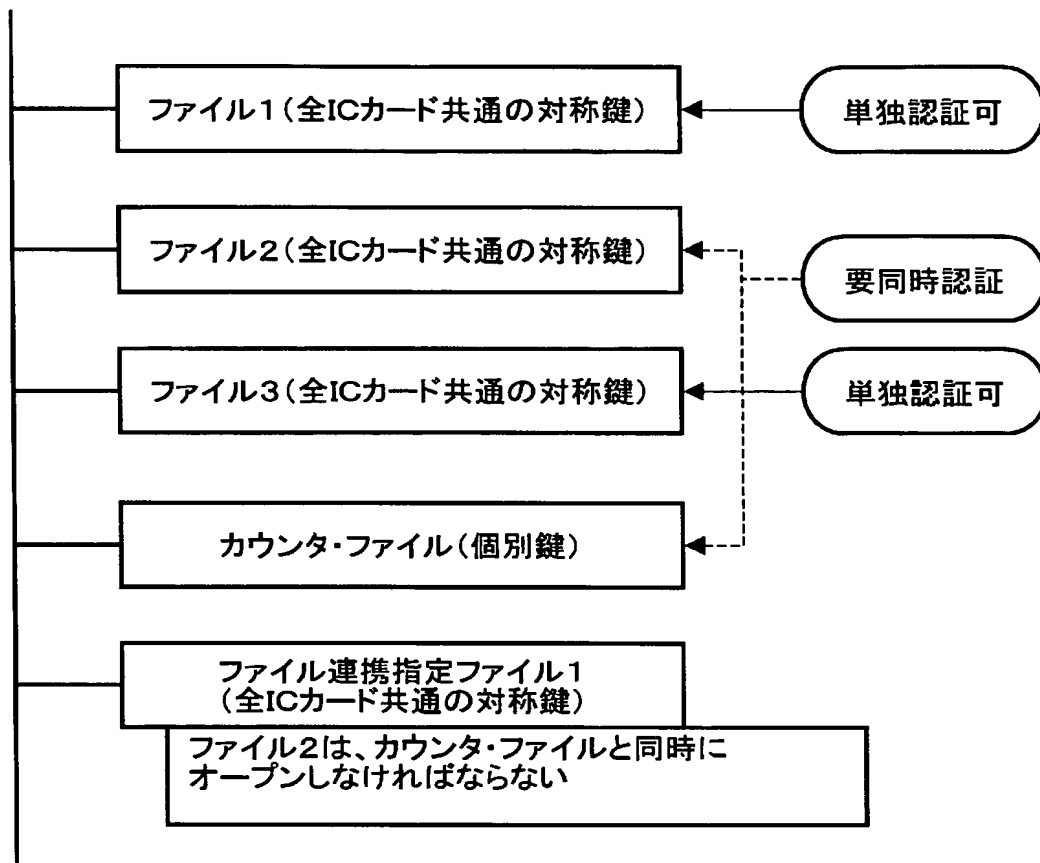 ファイル1(全ICカード共通の対称鍵)
単独認証可
ファイル2(全ICカード共通の対称鍵)
要同時認証
ファイル3(全ICカード共通の対称鍵)
単独認証可
カウンタ・ファイル(個別鍵)
ファイル連携指定ファイル1
(全ICカード共通の対称鍵)
ファイル2は、カウンタ・ファイルと同時に
オープンしなければならない